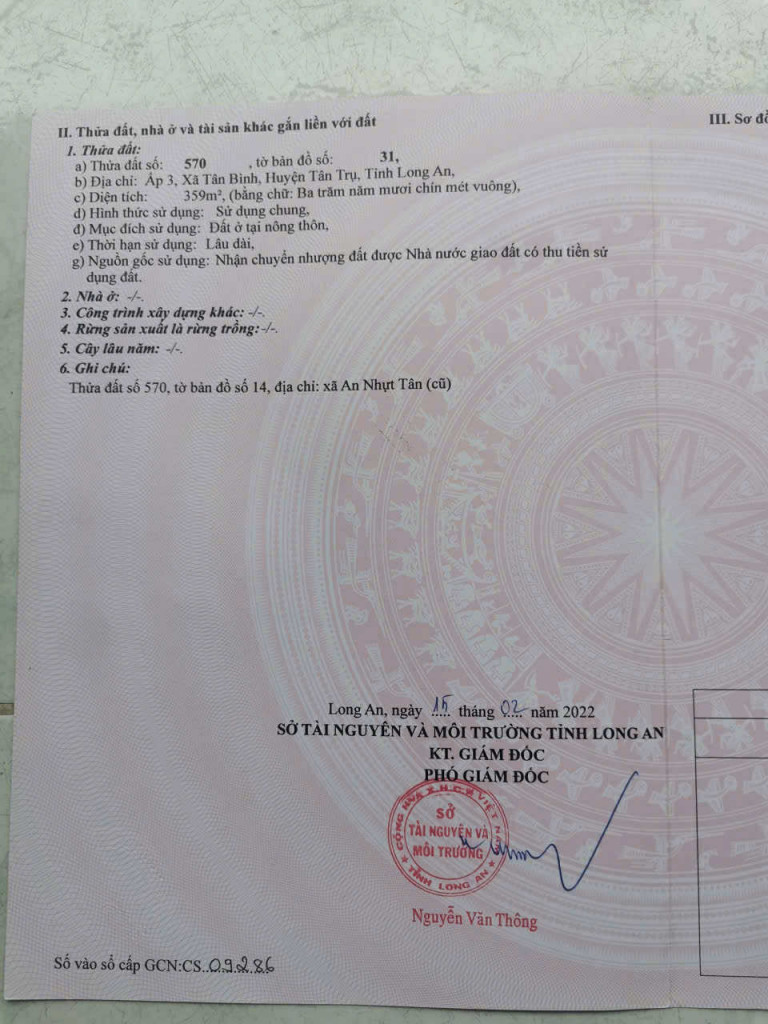 II. Thửa đất, nhà ở và tài sản khác gắn liền với đất
1. Thửa đất:
a) Thửa đất số: 570 , tờ bản đồ số: 31,
b) Địa chỉ: Ấp 3, Xã Tân Bình, Huyện Tân Trụ, Tỉnh Long An,
c) Diện tích: 359m², (bằng chữ: Ba trăm năm mươi chín mét vuông),
d) Hình thức sử dụng: Sử dụng chung,
đ) Mục đích sử dụng: Đất ở tại nông thôn,
e) Thời hạn sử dụng: Lâu dài,
g) Nguồn gốc sử dụng: Nhận chuyển nhượng đất được Nhà nước giao đất có thu tiền sử
dụng đất.
2. Nhà ở: -/-.
3. Công trình xây dựng khác: -/-.
4. Rừng sản xuất là rừng trồng:-/-.
5. Cây lâu năm: -/-.
6. Ghi chú:
Thửa đất số 570, tờ bản đồ số 14, địa chỉ: xã An Nhựt Tân (cũ)
III. Sơ đồ
Long An, ngày 15 tháng 02 năm 2022
SỞ TÀI NGUYÊN VÀ MÔI TRƯỜNG TỈNH LONG AN
KT. GIÁM ĐỐC
PHÓ GIÁM ĐỐC
CỘNG HÒA X.H.C.N VIỆT NAM
SỞ
TÀI NGUYÊN VÀ
MÔI TRƯỜNG
TỈNH LONG AN
Nguyễn Văn Thông
Số vào sổ cấp GCN:CS..09286